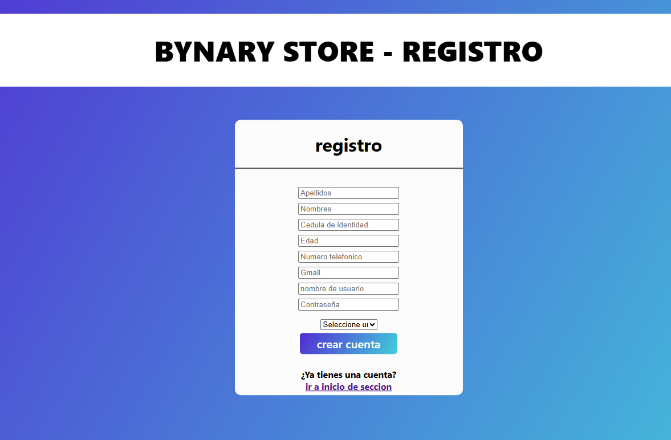 BYNARY STORE - REGISTRO
registro
Apellidos
Nombres
Cedula de identidad
Edad
Numero telefonico
Gmail
nombre de usuario
Contraseña
Seleccione
crear cuenta
¿Ya tienes una cuenta?
ir a inicio de seccion